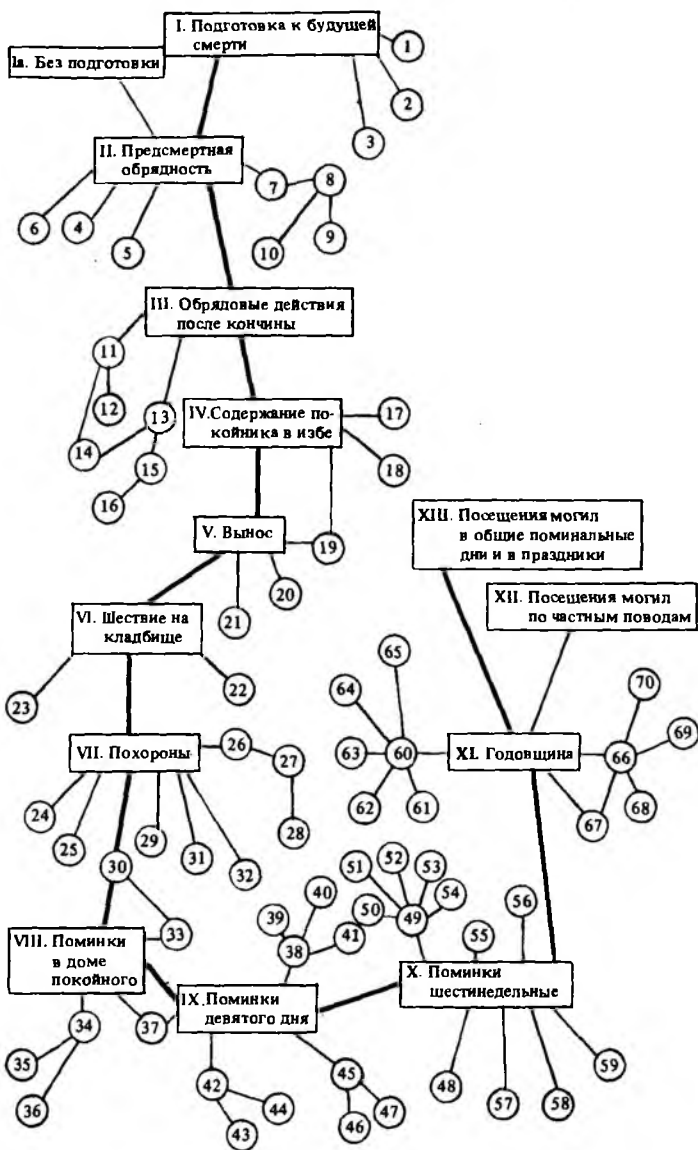 I. Подготовка к будущей
смерти
1
Iа. Без подготовки
2
3
II. Предсмертная
обрядность
7
8
6
4
5
10
9
III. Обрядовые действия
после кончины
11
12
13
14
15
16
IV. Содержание по-
койника в избе
17
18
V. Вынос
19
20
21
XIII. Посещения могил
в общие поминальные
дни и в праздники
XII. Посещения могил
по частным поводам
VI. Шествие на
кладбище
23
22
65
64
63
60
62
61
XI. Годовщина
70
69
66
68
67
VII. Похороны
26
27
28
24
25
29
31
32
30
33
VIII. Поминки
в доме
покойного
34
35
36
37
39
40
38
41
50
51
52
53
54
49
55
56
IX. Поминки
девятого дня
X. Поминки
шестинедельные
42
44
43
45
47
46
48
57
58
59